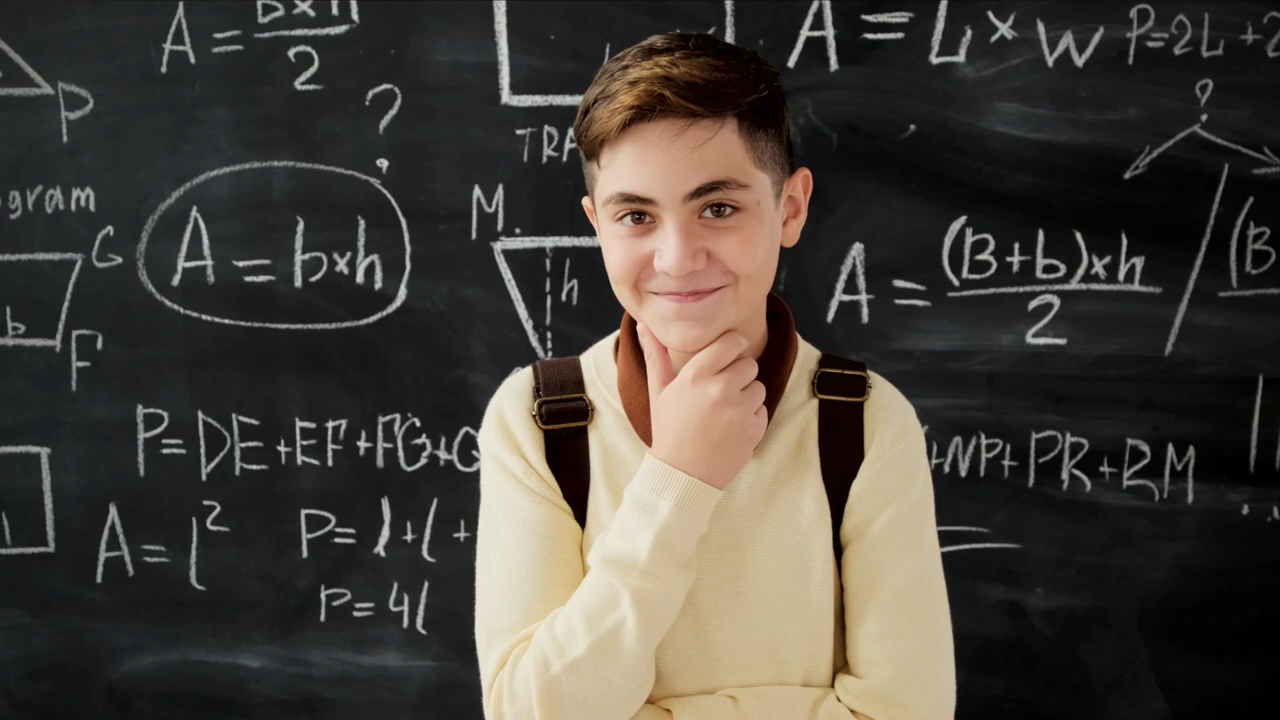 A = b×h
2
A = L × W P=2L +2
P
?
?
TRA
gram
M
G
A = b×h
h
A = (B+b)×h / (B
2
b
F
P= DE+EF+FG+G
+NP+PR+RM
A = l²
P= l+l +
P= 4l